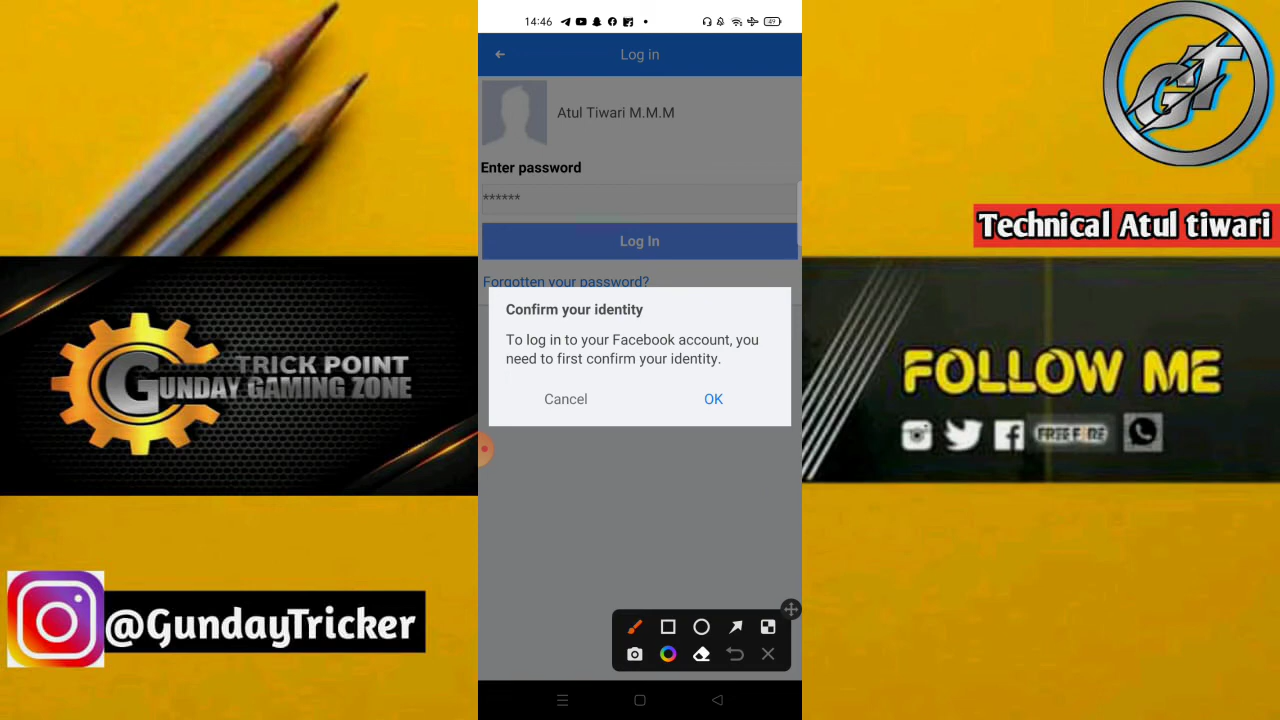 14:46
49
Log in
Atul Tiwari M.M.M
Enter password
******
Log In
Forgotten your password?
Confirm your identity
To log in to your Facebook account, you
need to first confirm your identity.
Cancel
OK
GT
Technical Atul tiwari
TRICK POINT
GUNDAY GAMING ZONE
FOLLOW ME
FREE FIRE
@GundayTricker